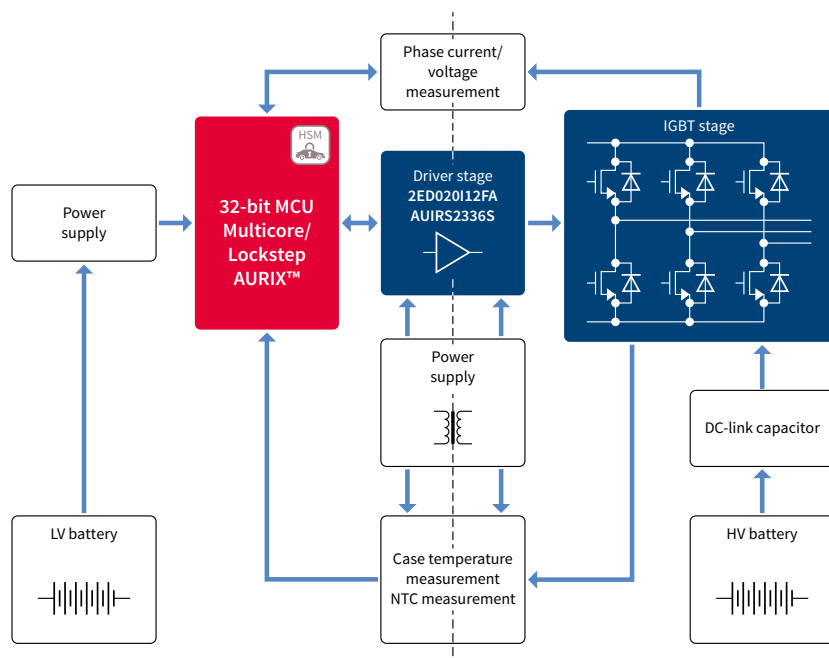 Phase current/
voltage
measurement
HSM
32-bit MCU
Multicore/
Lockstep
AURIX™
Driver stage
2ED020I12FA
AUIRS2336S
IGBT stage
Power
supply
Power
supply
DC-link capacitor
LV battery
Case temperature
measurement
NTC measurement
HV battery